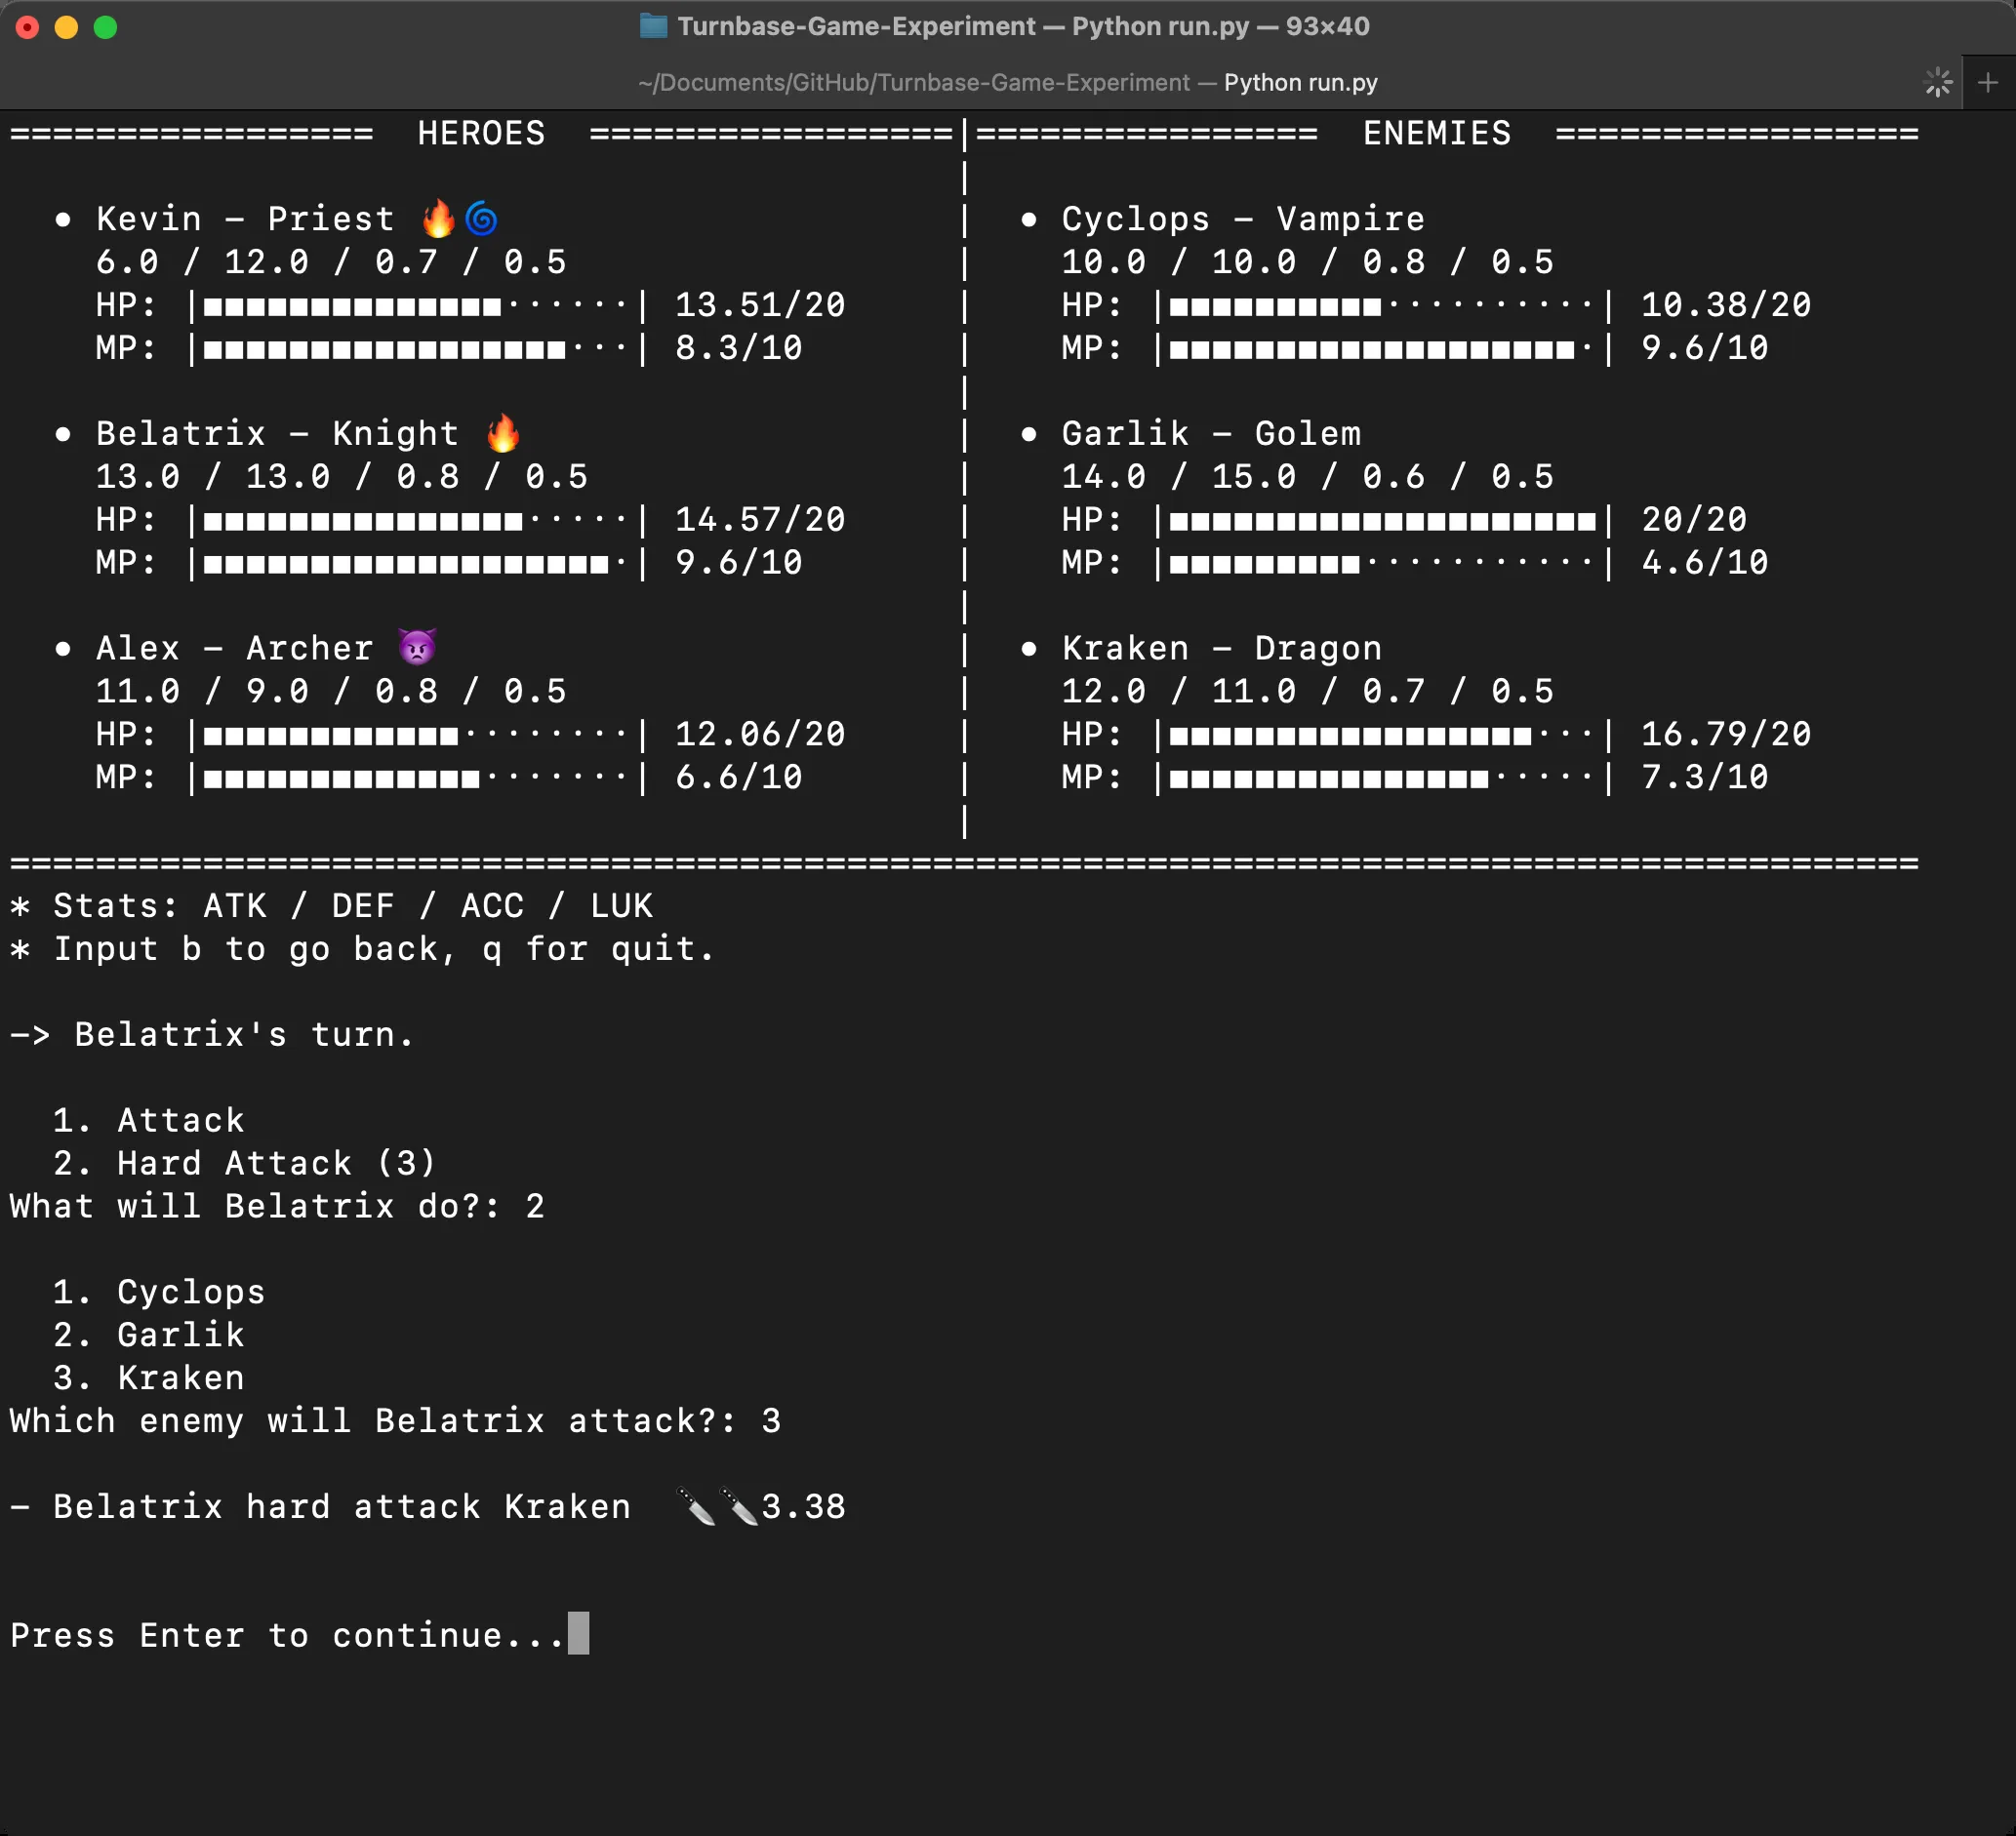 Turnbase-Game-Experiment — Python run.py — 93×40
~/Documents/GitHub/Turnbase-Game-Experiment — Python run.py
================= HEROES =================|================ ENEMIES =================
• Kevin – Priest 🔥🌀 | • Cyclops – Vampire
6.0 / 12.0 / 0.7 / 0.5 | 10.0 / 10.0 / 0.8 / 0.5
HP: |■■■■■■■■■■■■■■······| 13.51/20 | HP: |■■■■■■■■■■··········| 10.38/20
MP: |■■■■■■■■■■■■■■■■■···| 8.3/10 | MP: |■■■■■■■■■■■■■■■■■■■·| 9.6/10
• Belatrix – Knight 🔥 | • Garlik – Golem
13.0 / 13.0 / 0.8 / 0.5 | 14.0 / 15.0 / 0.6 / 0.5
HP: |■■■■■■■■■■■■■■■·····| 14.57/20 | HP: |■■■■■■■■■■■■■■■■■■■■| 20/20
MP: |■■■■■■■■■■■■■■■■■■■·| 9.6/10 | MP: |■■■■■■■■■···········| 4.6/10
• Alex – Archer 👿 | • Kraken – Dragon
11.0 / 9.0 / 0.8 / 0.5 | 12.0 / 11.0 / 0.7 / 0.5
HP: |■■■■■■■■■■■■········| 12.06/20 | HP: |■■■■■■■■■■■■■■■■■···| 16.79/20
MP: |■■■■■■■■■■■■■·······| 6.6/10 | MP: |■■■■■■■■■■■■■■■·····| 7.3/10
=========================================================================================
* Stats: ATK / DEF / ACC / LUK
* Input b to go back, q for quit.
–> Belatrix's turn.
1. Attack
2. Hard Attack (3)
What will Belatrix do?: 2
1. Cyclops
2. Garlik
3. Kraken
Which enemy will Belatrix attack?: 3
– Belatrix hard attack Kraken 🔪🔪3.38
Press Enter to continue...